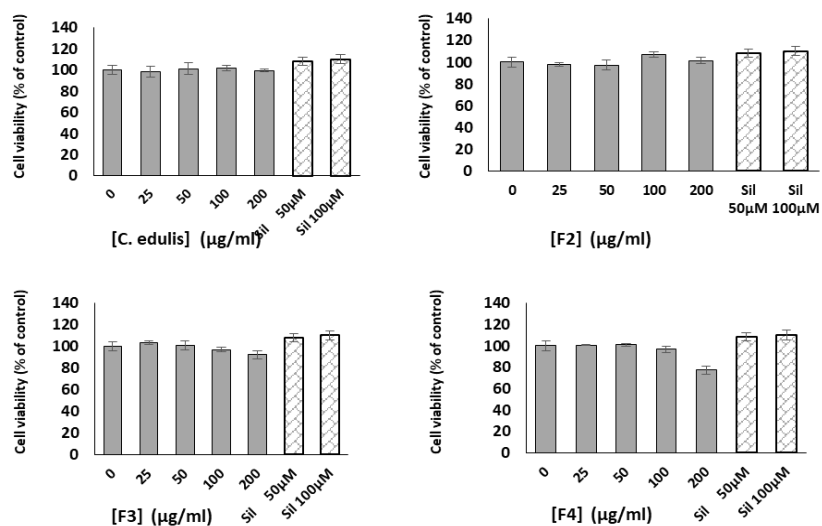 Cell viability (% of control)
140
120
100
80
60
40
20
0
0
25
50
100
200
Sil 50μM
Sil 100μM
[C. edulis] (μg/ml)
Cell viability (% of control)
140
120
100
80
60
40
20
0
0
25
50
100
200
Sil
50μM
Sil
100μM
[F2] (μg/ml)
Cell viability (% of control)
140
120
100
80
60
40
20
0
0
25
50
100
200
Sil 50μM
Sil 100μM
[F3] (μg/ml)
Cell viability (% of control)
140
120
100
80
60
40
20
0
0
25
50
100
200
Sil 50μM
Sil 100μM
[F4] (μg/ml)